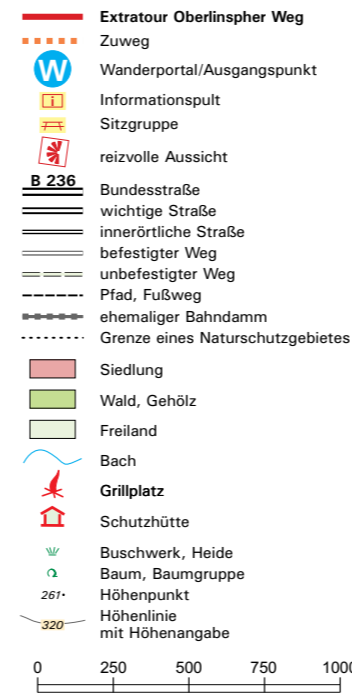 Extratour Oberlinspher Weg
Zuweg
W Wanderportal/Ausgangspunkt
i Informationspult
Sitzgruppe
reizvolle Aussicht
B 236 Bundesstraße
wichtige Straße
innerörtliche Straße
befestigter Weg
unbefestigter Weg
Pfad, Fußweg
ehemaliger Bahndamm
Grenze eines Naturschutzgebietes
Siedlung
Wald, Gehölz
Freiland
Bach
Grillplatz
Schutzhütte
Buschwerk, Heide
Baum, Baumgruppe
261• Höhenpunkt
320 Höhenlinie
mit Höhenangabe
0 250 500 750 1000